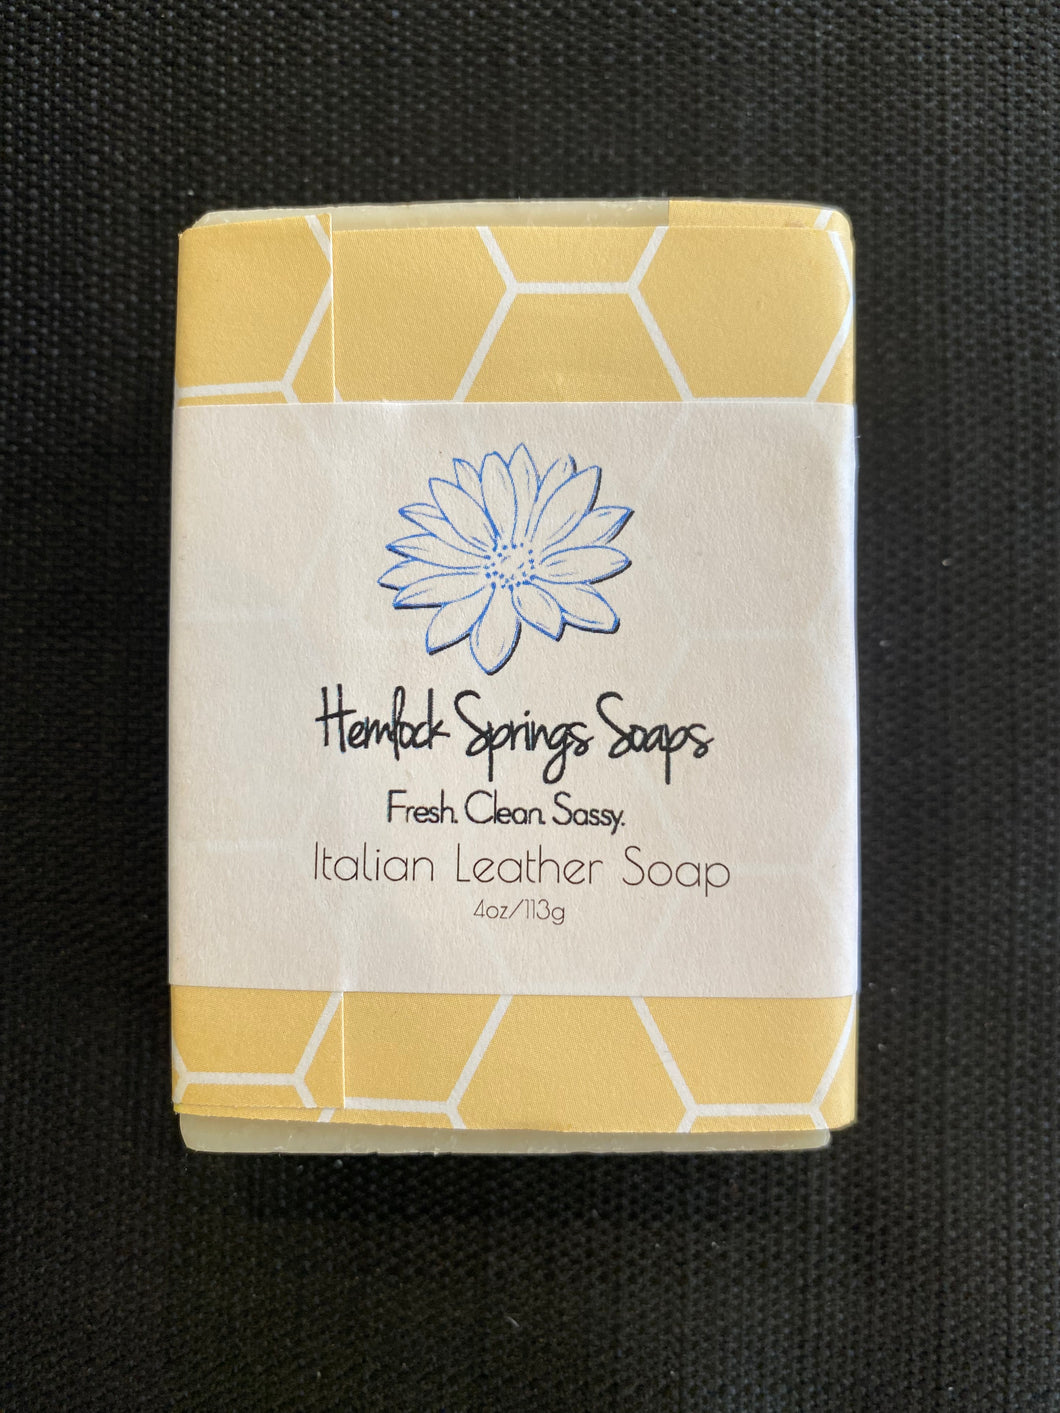 Hemlock Springs Soaps
Fresh. Clean. Sassy.
Italian Leather Soap
4oz/113g